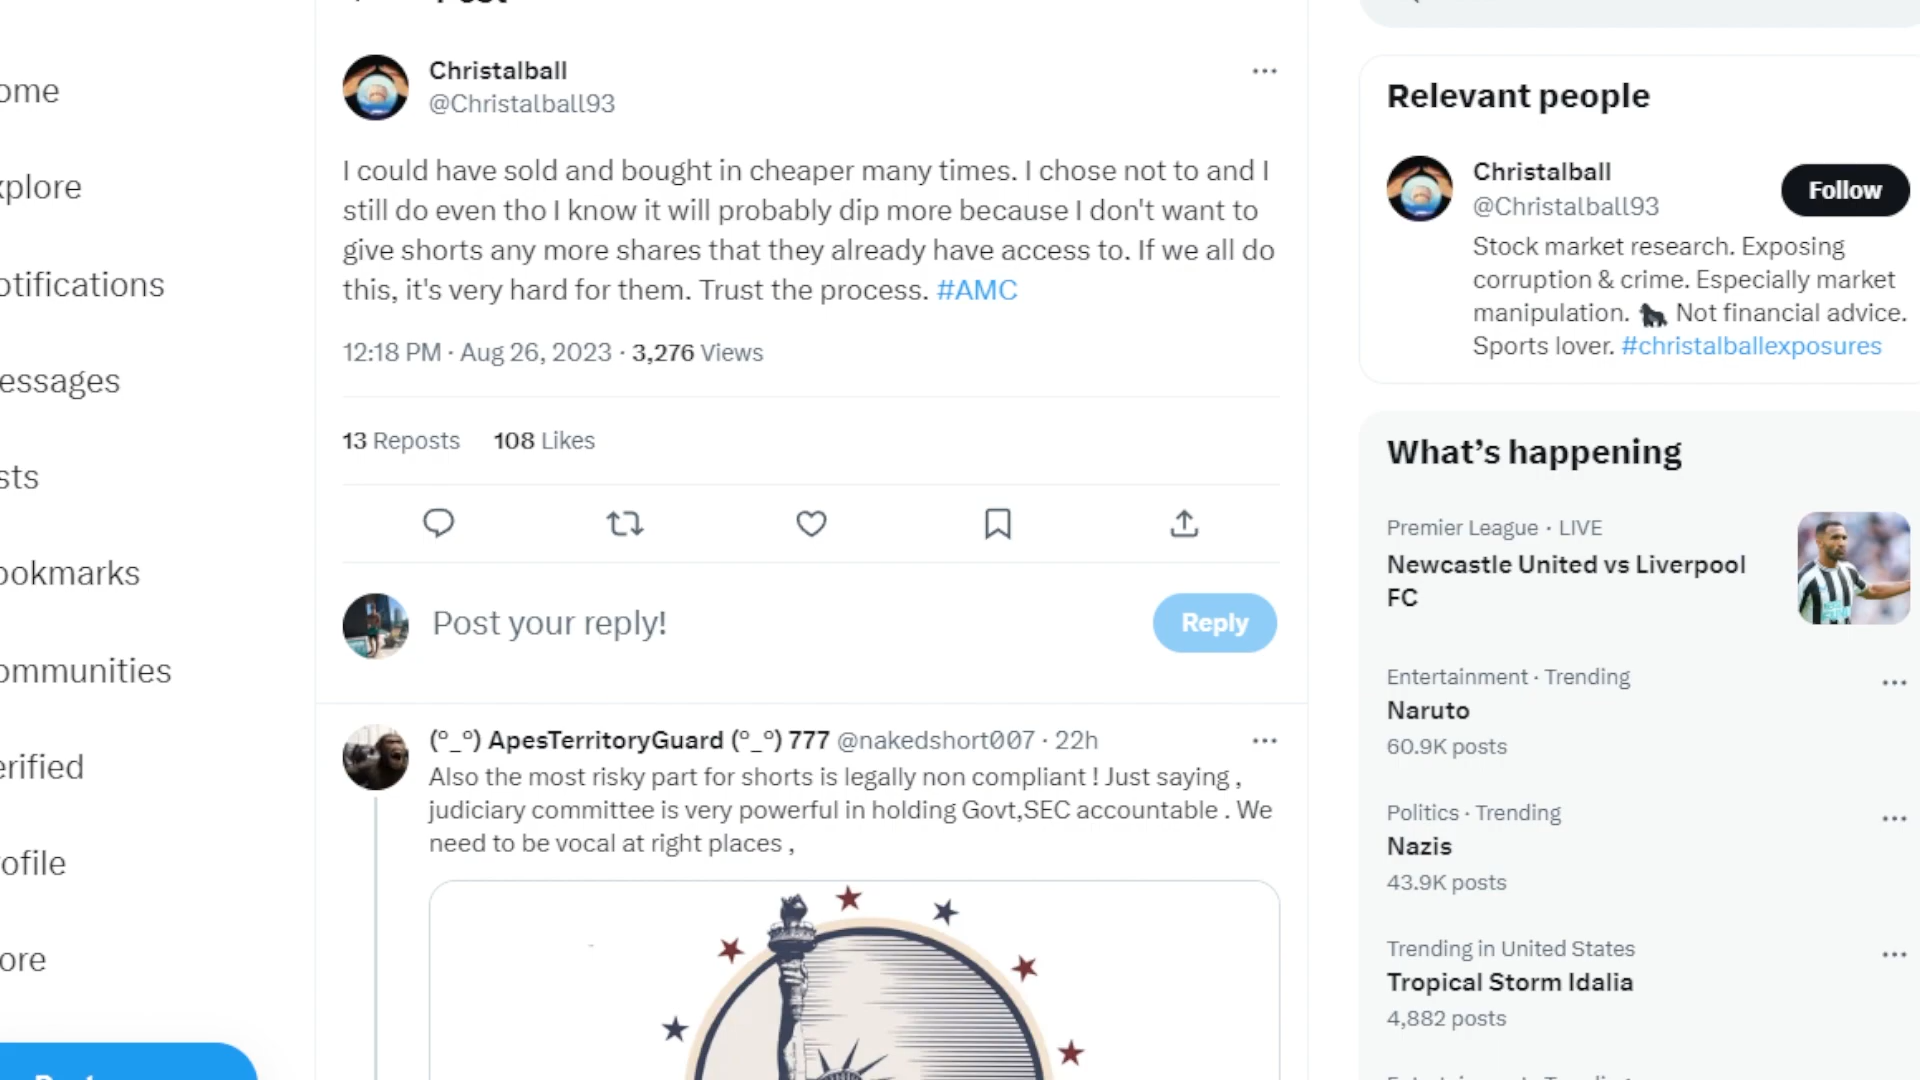 Post
ome
xplore
otifications
essages
sts
ookmarks
ommunities
erified
rofile
ore
Christalball
@Christalball93
I could have sold and bought in cheaper many times. I chose not to and I
still do even tho I know it will probably dip more because I don't want to
give shorts any more shares that they already have access to. If we all do
this, it's very hard for them. Trust the process. #AMC
12:18 PM · Aug 26, 2023 · 3,276 Views
13 Reposts 108 Likes
Post your reply!
Reply
(°_°) ApesTerritoryGuard (°_°) 777 @nakedshort007 · 22h
Also the most risky part for shorts is legally non compliant ! Just saying ,
judiciary committee is very powerful in holding Govt,SEC accountable . We
need to be vocal at right places ,
Relevant people
Christalball
@Christalball93
Follow
Stock market research. Exposing
corruption & crime. Especially market
manipulation. 🦍 Not financial advice.
Sports lover. #christalballexposures
What's happening
Premier League · LIVE
Newcastle United vs Liverpool
FC
Entertainment · Trending
Naruto
60.9K posts
Politics · Trending
Nazis
43.9K posts
Trending in United States
Tropical Storm Idalia
4,882 posts